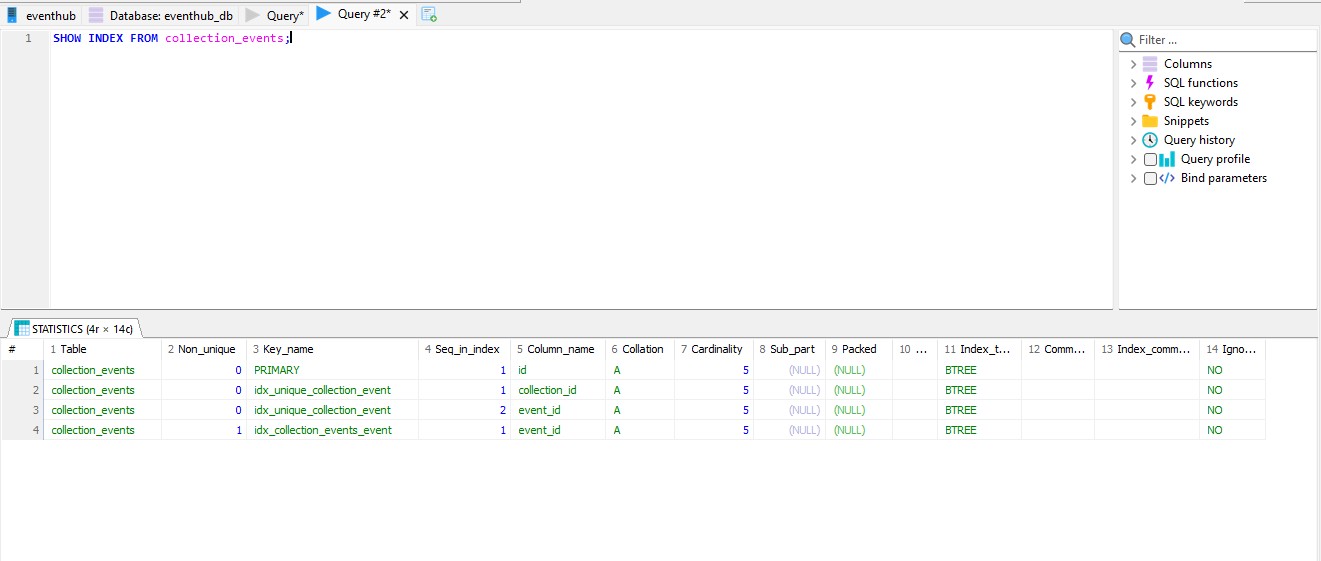 eventhub Database: eventhub_db Query* Query #2*
1 SHOW INDEX FROM collection_events;
Filter ...
Columns
SQL functions
SQL keywords
Snippets
Query history
Query profile
Bind parameters
STATISTICS (4r × 14c)
# 1 Table 2 Non_unique 3 Key_name 4 Seq_in_index 5 Column_name 6 Collation 7 Cardinality 8 Sub_part 9 Packed 10 ... 11 Index_t... 12 Comm... 13 Index_comm... 14 Igno...
1 collection_events 0 PRIMARY 1 id A 5 (NULL) (NULL) BTREE NO
2 collection_events 0 idx_unique_collection_event 1 collection_id A 5 (NULL) (NULL) BTREE NO
3 collection_events 0 idx_unique_collection_event 2 event_id A 5 (NULL) (NULL) BTREE NO
4 collection_events 1 idx_collection_events_event 1 event_id A 5 (NULL) (NULL) BTREE NO